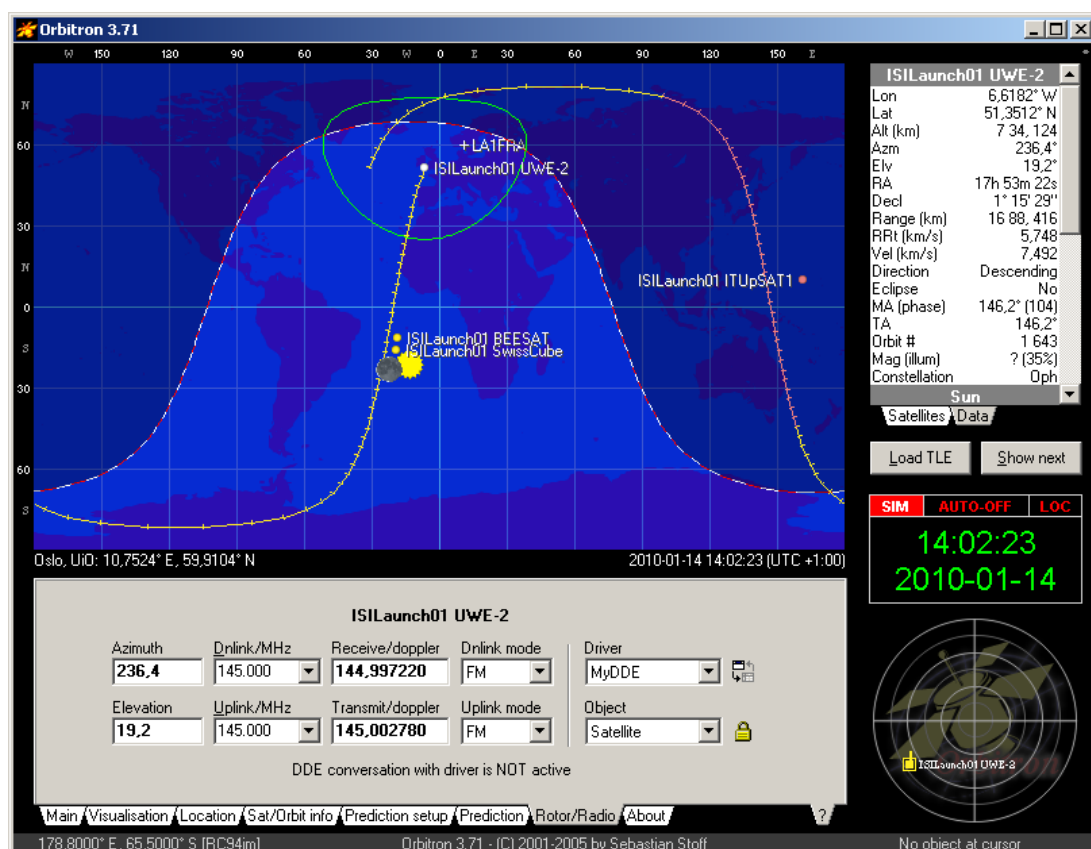 Orbitron 3.71
W 150 120 90 60 30 W 0 E 30 60 90 120 150 E
N
60
30
N
0
S
30
60
S
+LA1FRA
ISILaunch01 UWE-2
ISILaunch01 ITUpSAT1
ISILaunch01 BEESAT
ISILaunch01 SwissCube
Oslo, UiO: 10,7524° E, 59,9104° N 2010-01-14 14:02:23 (UTC +1:00)
ISILaunch01 UWE-2
Lon 6,6182° W
Lat 51,3512° N
Alt (km) 7 34, 124
Azm 236,4°
Elv 19,2°
RA 17h 53m 22s
Decl 1° 15' 29''
Range (km) 16 88, 416
RRt (km/s) 5,748
Vel (km/s) 7,492
Direction Descending
Eclipse No
MA (phase) 146,2° (104)
TA 146,2°
Orbit # 1 643
Mag (illum) ? (35%)
Constellation Oph
Sun
Satellites Data
Load TLE Show next
SIM AUTO-OFF LOC
14:02:23
2010-01-14
ISILaunch01 UWE-2
ISILaunch01 UWE-2
Azimuth Dnlink/MHz Receive/doppler Dnlink mode Driver
236,4 145.000 144,997220 FM MyDDE
Elevation Uplink/MHz Transmit/doppler Uplink mode Object
19,2 145.000 145,002780 FM Satellite
DDE conversation with driver is NOT active
Main Visualisation Location Sat/Orbit info Prediction setup Prediction Rotor/Radio About ?
178.8000° E, 65.5000° S [RC94jm] Orbitron 3.71 - (C) 2001-2005 by Sebastian Stoff No object at cursor